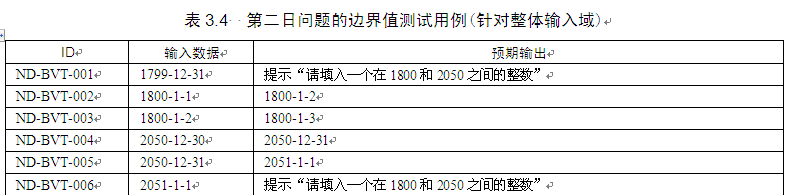 表 3.4 第二日问题的边界值测试用例(针对整体输入域)
ID 输入数据 预期输出
ND-BVT-001 1799-12-31 提示“请填入一个在 1800 和 2050 之间的整数”
ND-BVT-002 1800-1-1 1800-1-2
ND-BVT-003 1800-1-2 1800-1-3
ND-BVT-004 2050-12-30 2050-12-31
ND-BVT-005 2050-12-31 2051-1-1
ND-BVT-006 2051-1-1 提示“请填入一个在 1800 和 2050 之间的整数”